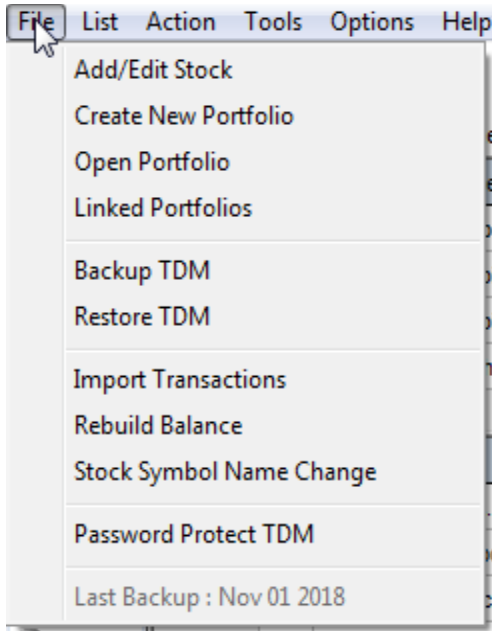 File List Action Tools Options Help
Add/Edit Stock
Create New Portfolio
Open Portfolio
Linked Portfolios
Backup TDM
Restore TDM
Import Transactions
Rebuild Balance
Stock Symbol Name Change
Password Protect TDM
Last Backup : Nov 01 2018